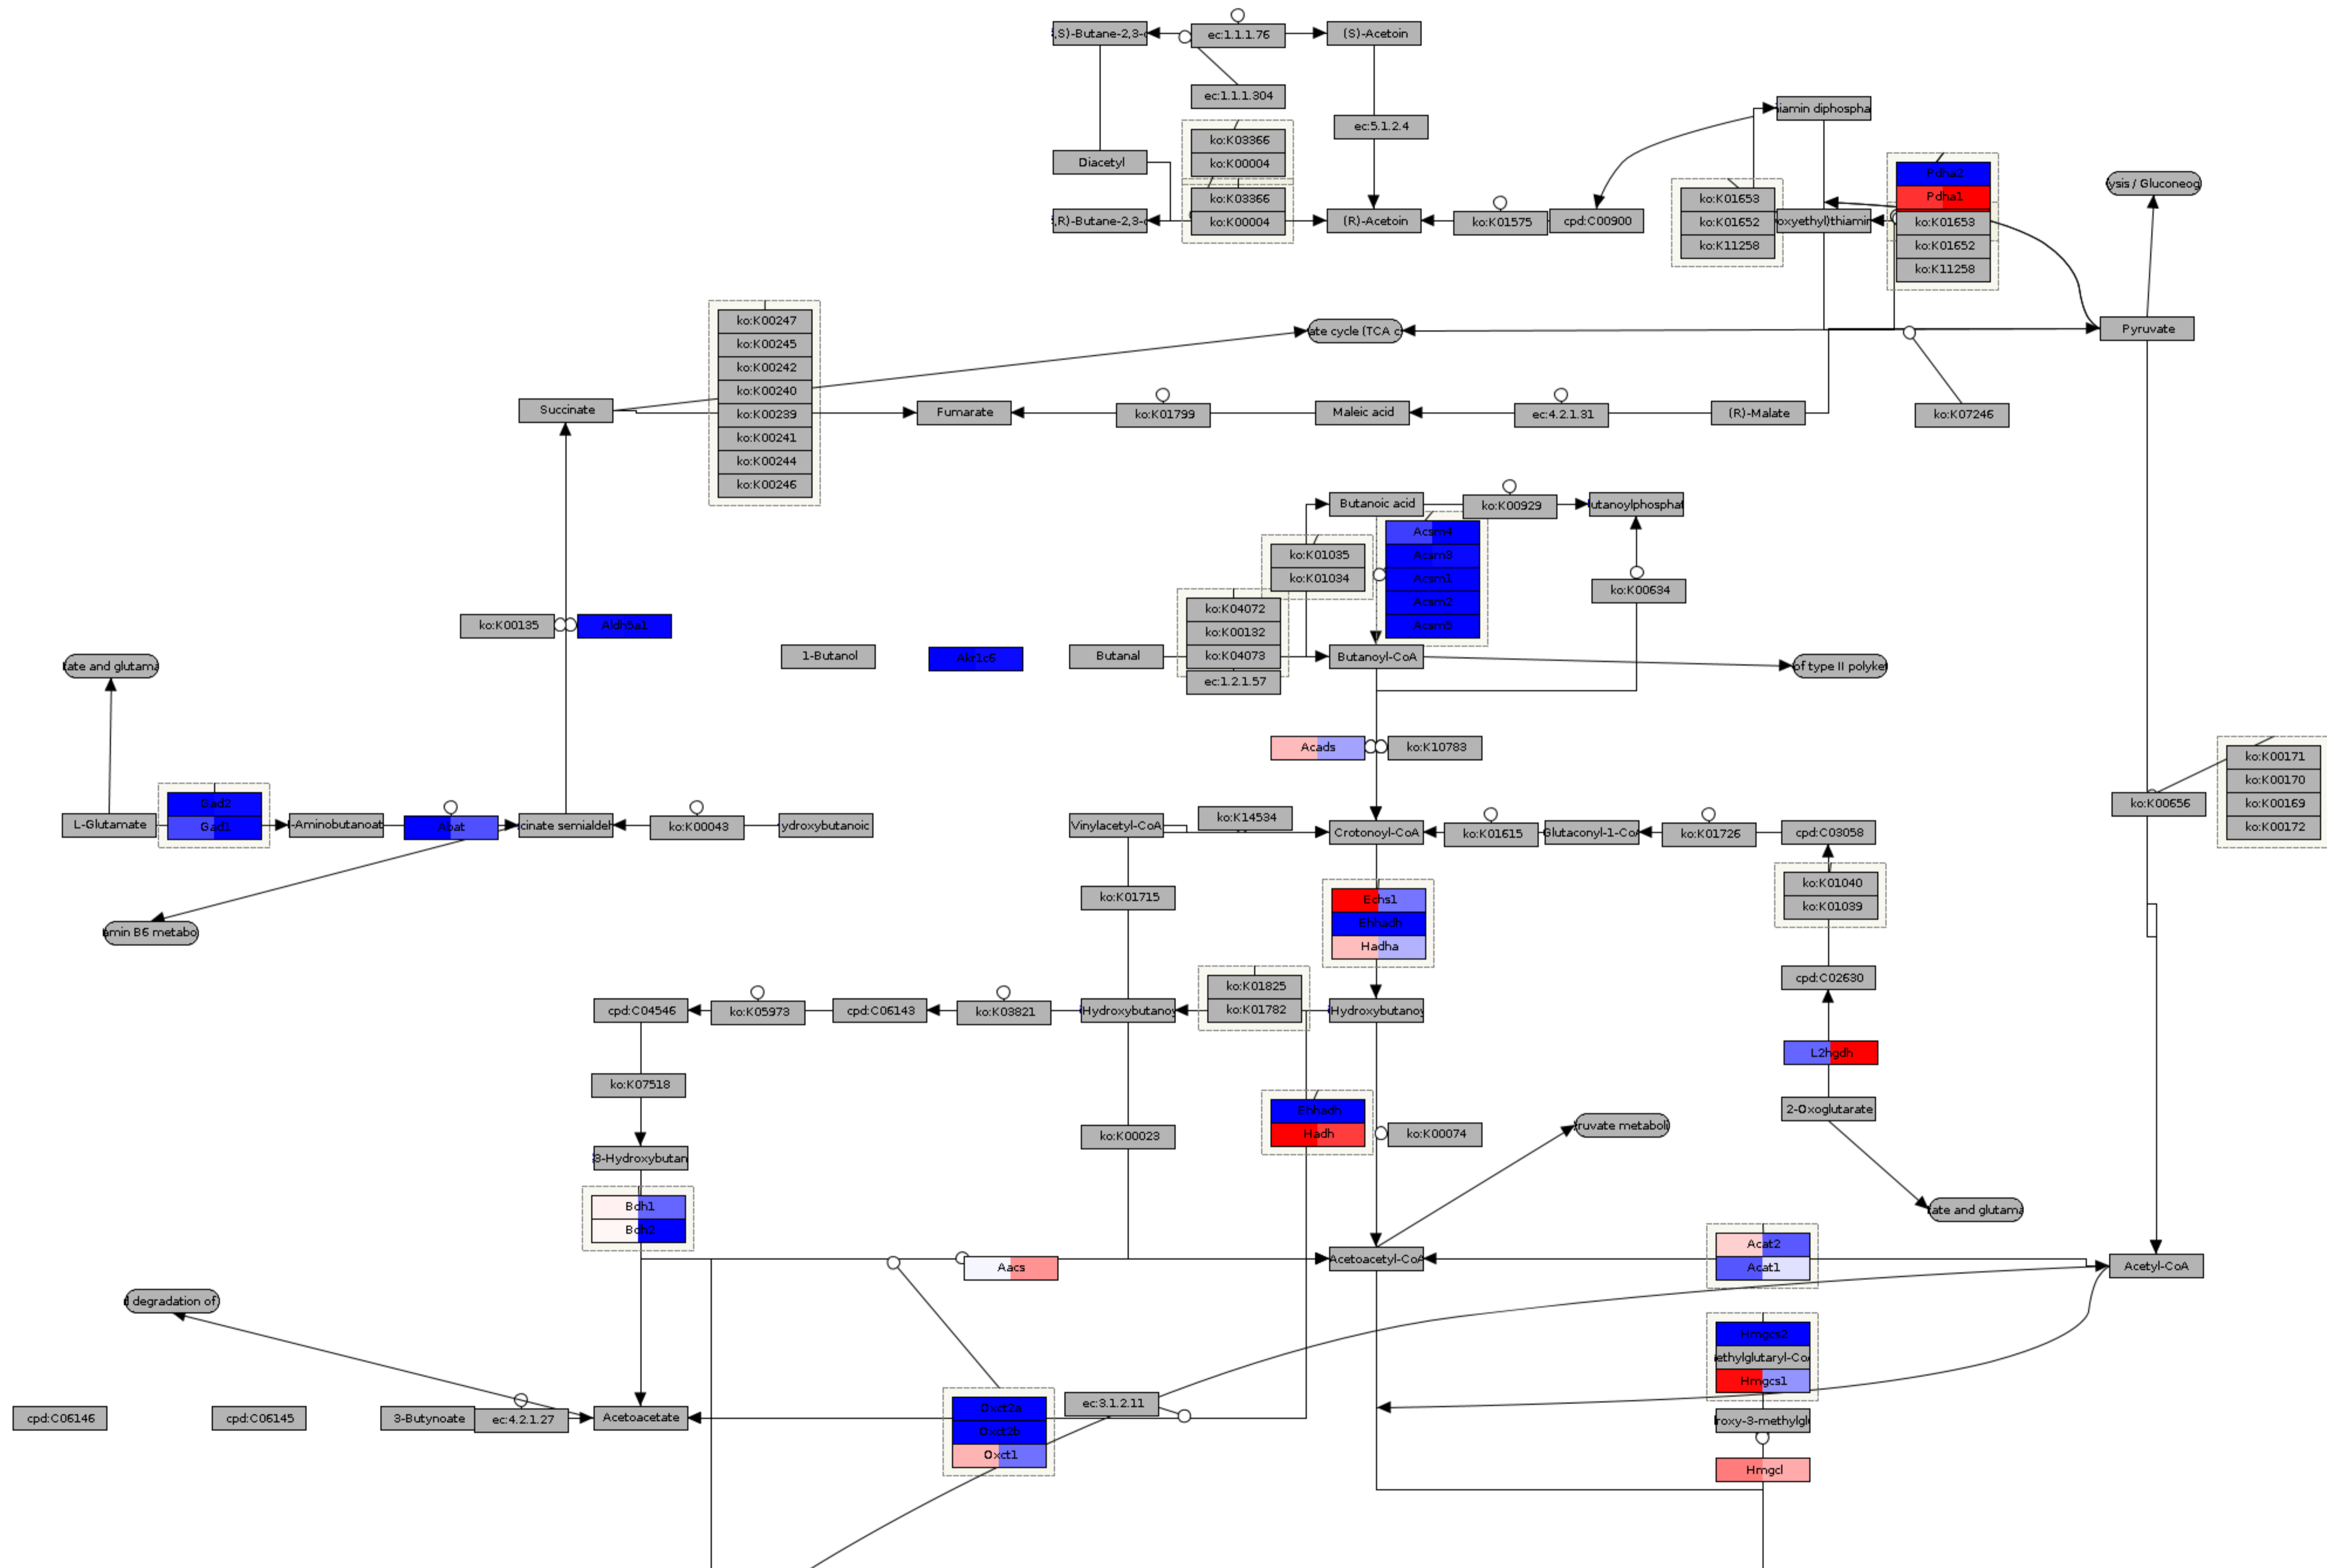 ,S)-Butane-2,3-
ec:1.1.1.76
(S)-Acetoin
ec:1.1.1.304
iamin diphospha
ec:5.1.2.4
ko:K03366
ko:K00004
Diacetyl
Pdha2
Pdha1
ysis / Gluconeog
ko:K03366
ko:K00004
,R)-Butane-2,3-
(R)-Acetoin
ko:K01575
cpd:C00900
ko:K01653
ko:K01652
ko:K11258
oxyethyl)thiamin
ko:K01653
ko:K01652
ko:K11258
ko:K00247
ko:K00245
ko:K00242
ko:K00240
ko:K00239
ko:K00241
ko:K00244
ko:K00246
ate cycle (TCA c
Pyruvate
Succinate
Fumarate
ko:K01799
Maleic acid
ec:4.2.1.31
(R)-Malate
ko:K07246
Butanoic acid
ko:K00929
utanoylphosphat
Acsm4
Acsm3
Acsm1
Acsm2
Acsm5
ko:K01035
ko:K01034
ko:K00634
ko:K04072
ko:K00132
ko:K04073
ec:1.2.1.57
ko:K00135
Aldh5a1
1-Butanol
Akr1c6
Butanal
Butanoyl-CoA
of type II polyket
tate and glutama
Acads
ko:K10783
ko:K00171
ko:K00170
ko:K00169
ko:K00172
ko:K00656
L-Glutamate
Gad2
Gad1
-Aminobutanoat
Abat
cinate semialdel
ko:K00043
ydroxybutanoic
Vinylacetyl-CoA
ko:K14534
Crotonoyl-CoA
ko:K01615
Glutaconyl-1-CoA
ko:K01726
cpd:C03058
ko:K01715
Echs1
Ehhadh
Hadha
ko:K01040
ko:K01039
amin B6 metabo
cpd:C02630
cpd:C04546
ko:K05973
cpd:C06143
ko:K03821
Hydroxybutanoy
ko:K01825
ko:K01782
Hydroxybutanoy
L2hgdh
ko:K07518
2-Oxoglutarate
Ehhadh
Hadh
ko:K00023
ko:K00074
ruvate metaboli
3-Hydroxybutan
Bdh1
Bdh2
tate and glutama
Aacs
Acetoacetyl-CoA
Acat2
Acat1
Acetyl-CoA
d degradation of
Hmgcs2
ethylglutaryl-Co
Hmgcs1
cpd:C06146
cpd:C06145
3-Butynoate
ec:4.2.1.27
Acetoacetate
Oxct2a
Oxct2b
Oxct1
ec:3.1.2.11
roxy-3-methylgl
Hmgcl